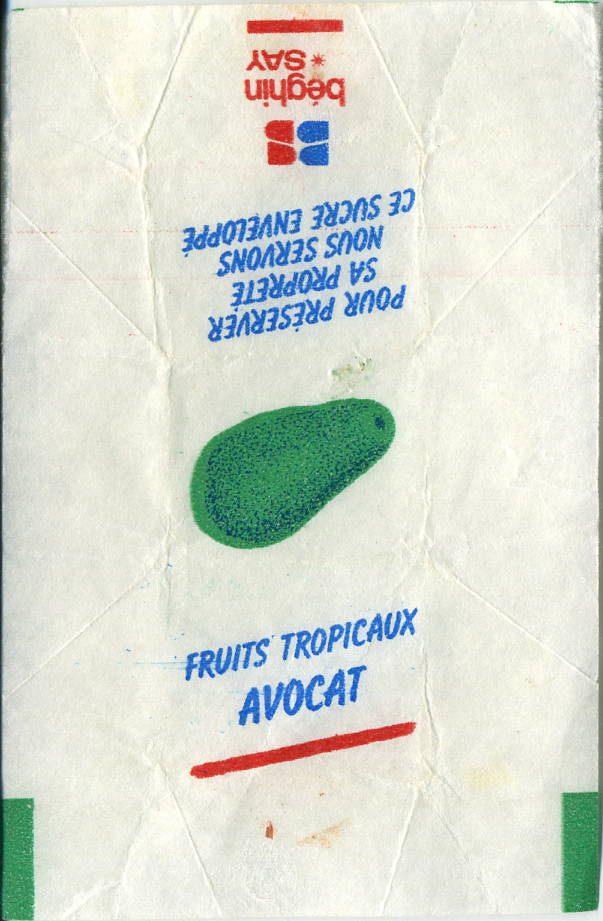 béghin
SAY
POUR PRÉSERVER
SA PROPRETÉ
NOUS SERVONS
CE SUCRE ENVELOPPÉ
FRUITS TROPICAUX
AVOCAT